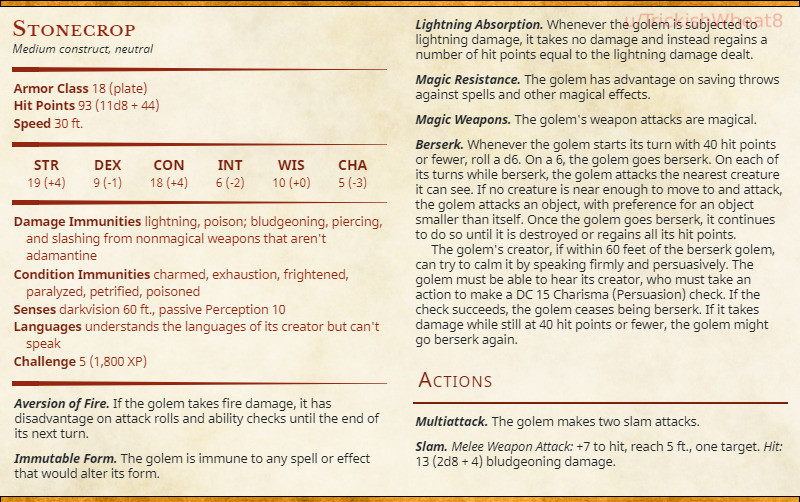 Stonecrop
Medium construct, neutral
Armor Class 18 (plate)
Hit Points 93 (11d8 + 44)
Speed 30 ft.
STR DEX CON INT WIS CHA
19 (+4) 9 (-1) 18 (+4) 6 (-2) 10 (+0) 5 (-3)
Damage Immunities lightning, poison; bludgeoning, piercing,
and slashing from nonmagical weapons that aren't
adamantine
Condition Immunities charmed, exhaustion, frightened,
paralyzed, petrified, poisoned
Senses darkvision 60 ft., passive Perception 10
Languages understands the languages of its creator but can't
speak
Challenge 5 (1,800 XP)
Aversion of Fire. If the golem takes fire damage, it has
disadvantage on attack rolls and ability checks until the end of
its next turn.
Immutable Form. The golem is immune to any spell or effect
that would alter its form.
u/TrickishWheat8
Lightning Absorption. Whenever the golem is subjected to
lightning damage, it takes no damage and instead regains a
number of hit points equal to the lightning damage dealt.
Magic Resistance. The golem has advantage on saving throws
against spells and other magical effects.
Magic Weapons. The golem's weapon attacks are magical.
Berserk. Whenever the golem starts its turn with 40 hit points
or fewer, roll a d6. On a 6, the golem goes berserk. On each of
its turns while berserk, the golem attacks the nearest creature
it can see. If no creature is near enough to move to and attack,
the golem attacks an object, with preference for an object
smaller than itself. Once the golem goes berserk, it continues
to do so until it is destroyed or regains all its hit points.
The golem's creator, if within 60 feet of the berserk golem,
can try to calm it by speaking firmly and persuasively. The
golem must be able to hear its creator, who must take an
action to make a DC 15 Charisma (Persuasion) check. If the
check succeeds, the golem ceases being berserk. If it takes
damage while still at 40 hit points or fewer, the golem might
go berserk again.
Actions
Multiattack. The golem makes two slam attacks.
Slam. Melee Weapon Attack: +7 to hit, reach 5 ft., one target. Hit:
13 (2d8 + 4) bludgeoning damage.